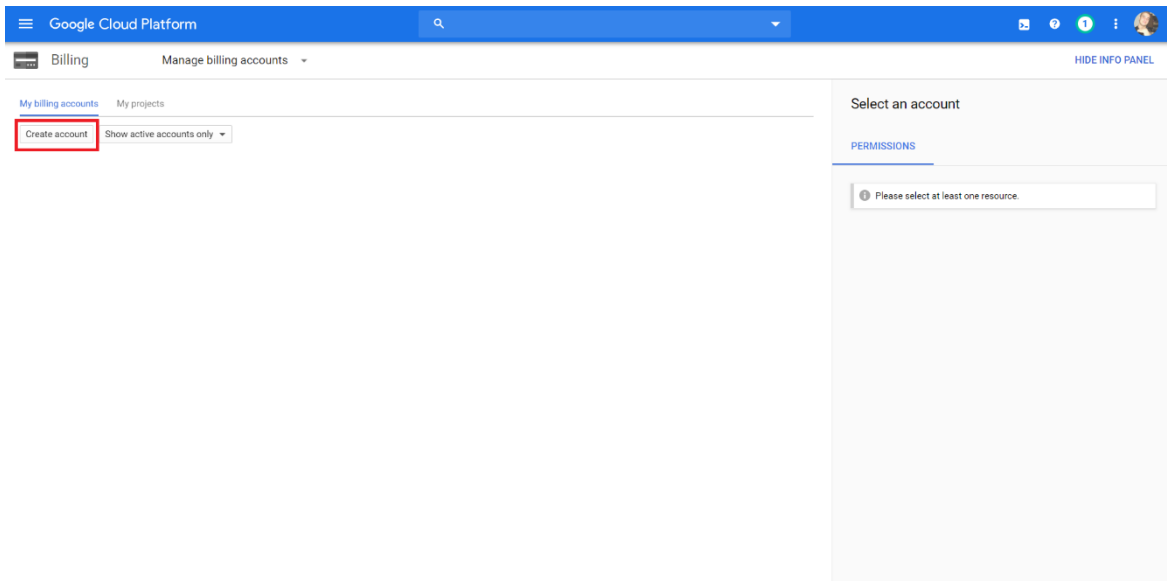 Google Cloud Platform
1
Billing
Manage billing accounts
HIDE INFO PANEL
My billing accounts
My projects
Create account
Show active accounts only
Select an account
PERMISSIONS
Please select at least one resource.